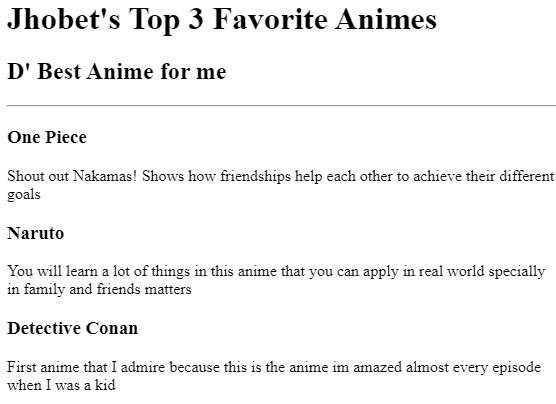 Jhobet's Top 3 Favorite Animes
D' Best Anime for me
One Piece
Shout out Nakamas! Shows how friendships help each other to achieve their different
goals
Naruto
You will learn a lot of things in this anime that you can apply in real world specially
in family and friends matters
Detective Conan
First anime that I admire because this is the anime im amazed almost every episode
when I was a kid